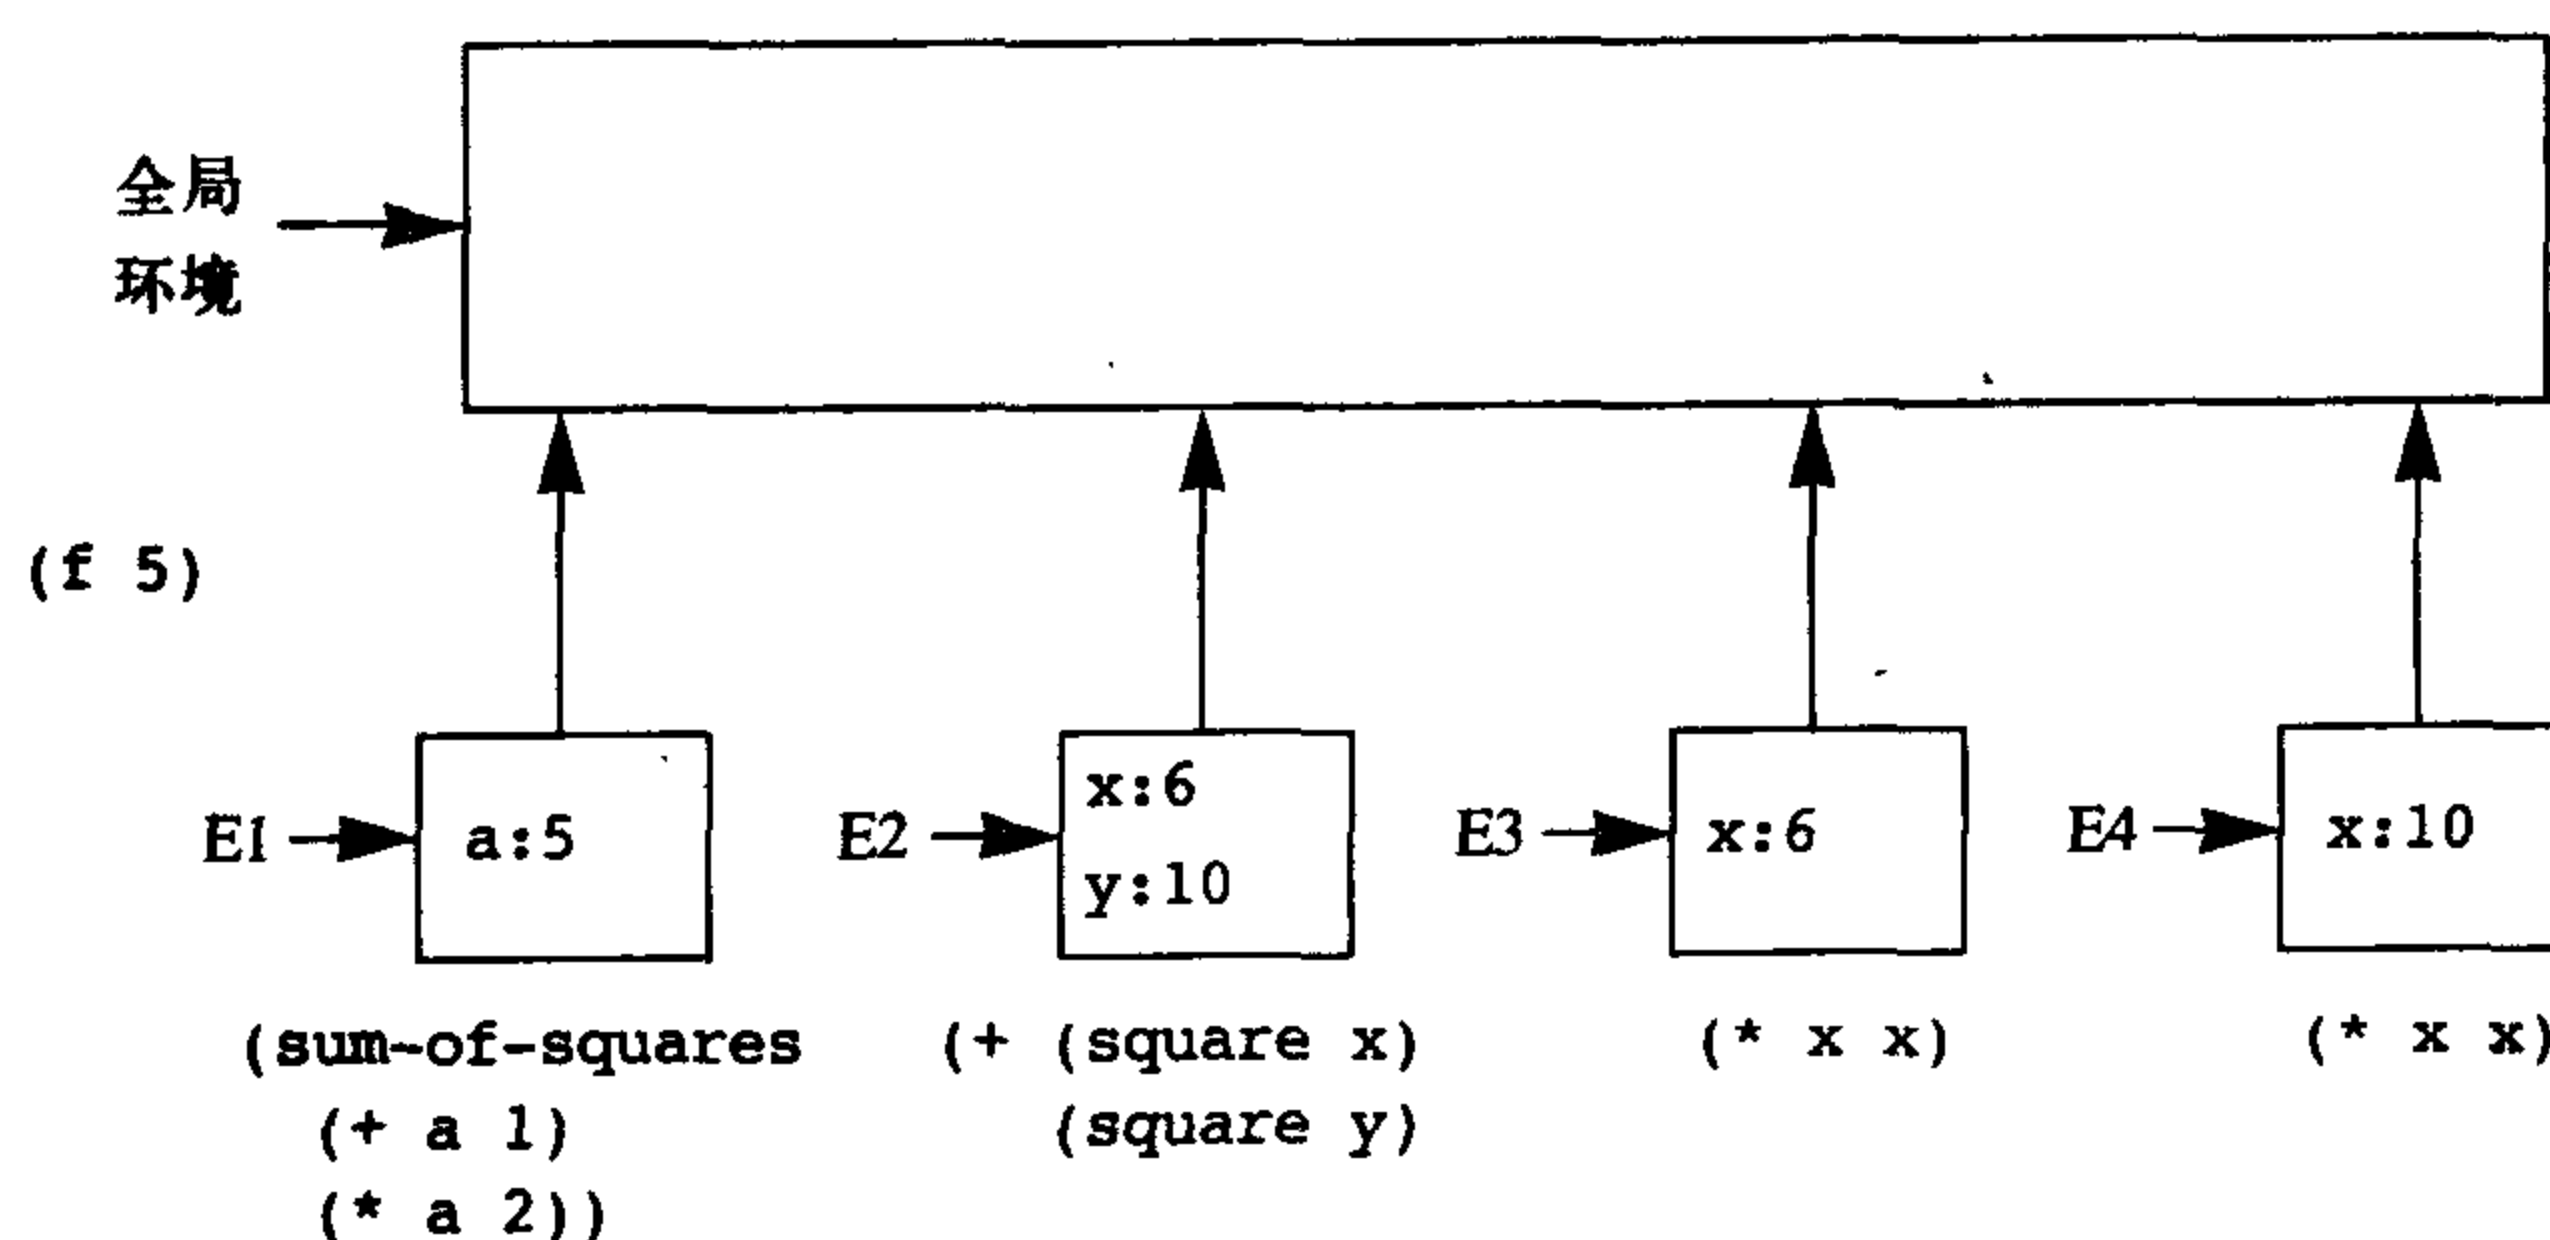 全局
环境
(f 5)
E1
a:5
E2
x:6
y:10
E3
x:6
E4
x:10
(sum-of-squares
(+ a 1)
(* a 2))
(+ (square x)
(square y)
(* x x)
(* x x)